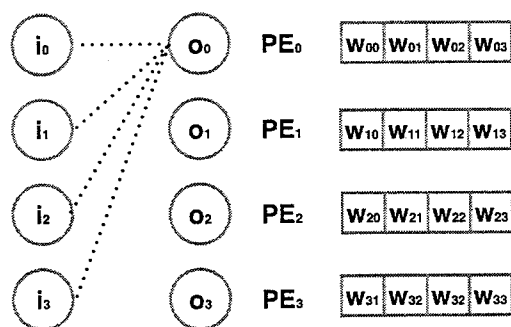 i₀ o₀ PE₀ w₀₀ w₀₁ w₀₂ w₀₃
i₁ o₁ PE₁ w₁₀ w₁₁ w₁₂ w₁₃
i₂ o₂ PE₂ w₂₀ w₂₁ w₂₂ w₂₃
i₃ o₃ PE₃ w₃₁ w₃₂ w₃₂ w₃₃